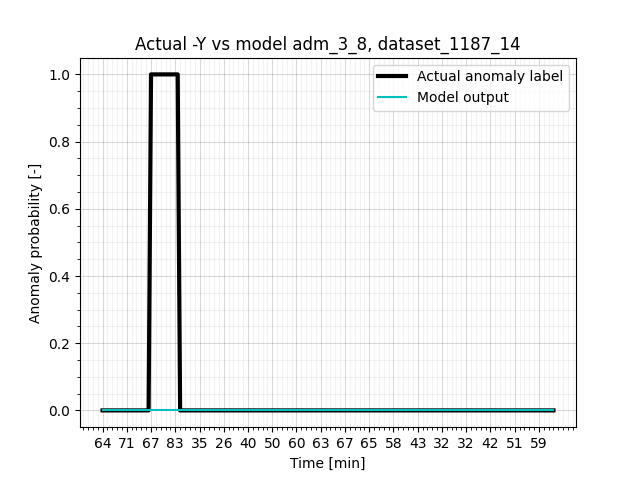 Actual -Y vs model adm_3_8, dataset_1187_14
Actual anomaly label
Model output
Anomaly probability [-]
1.0
0.8
0.6
0.4
0.2
0.0
64 71 67 83 35 26 40 50 60 63 67 65 58 43 32 32 42 51 59
Time [min]